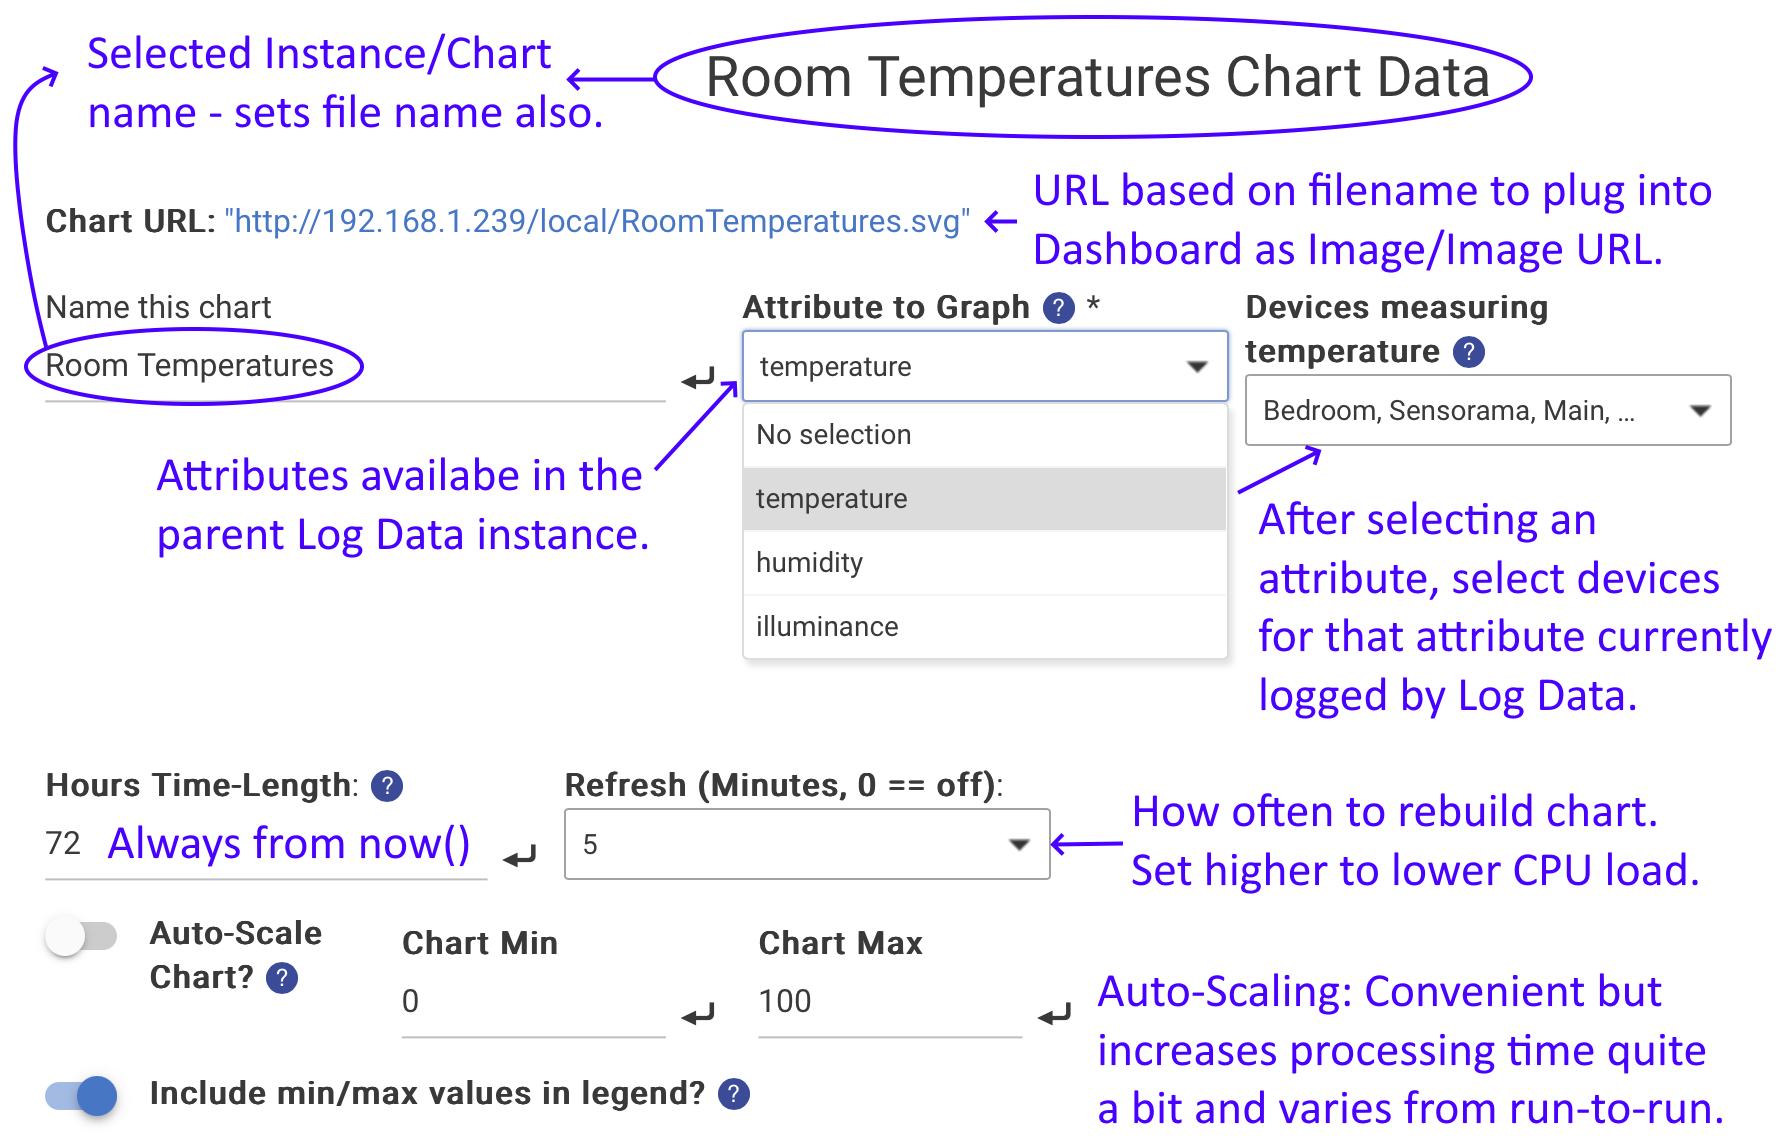 Selected Instance/Chart
name - sets file name also.
Room Temperatures Chart Data
Chart URL: "http://192.168.1.239/local/RoomTemperatures.svg"
URL based on filename to plug into
Dashboard as Image/Image URL.
Name this chart
Room Temperatures
Attribute to Graph ? *
temperature
No selection
temperature
humidity
illuminance
Devices measuring
temperature ?
Bedroom, Sensorama, Main, ...
Attributes availabe in the
parent Log Data instance.
After selecting an
attribute, select devices
for that attribute currently
logged by Log Data.
Hours Time-Length: ?
72 Always from now()
Refresh (Minutes, 0 == off):
5
How often to rebuild chart.
Set higher to lower CPU load.
Auto-Scale
Chart? ?
Chart Min
0
Chart Max
100
Auto-Scaling: Convenient but
increases processing time quite
a bit and varies from run-to-run.
Include min/max values in legend? ?